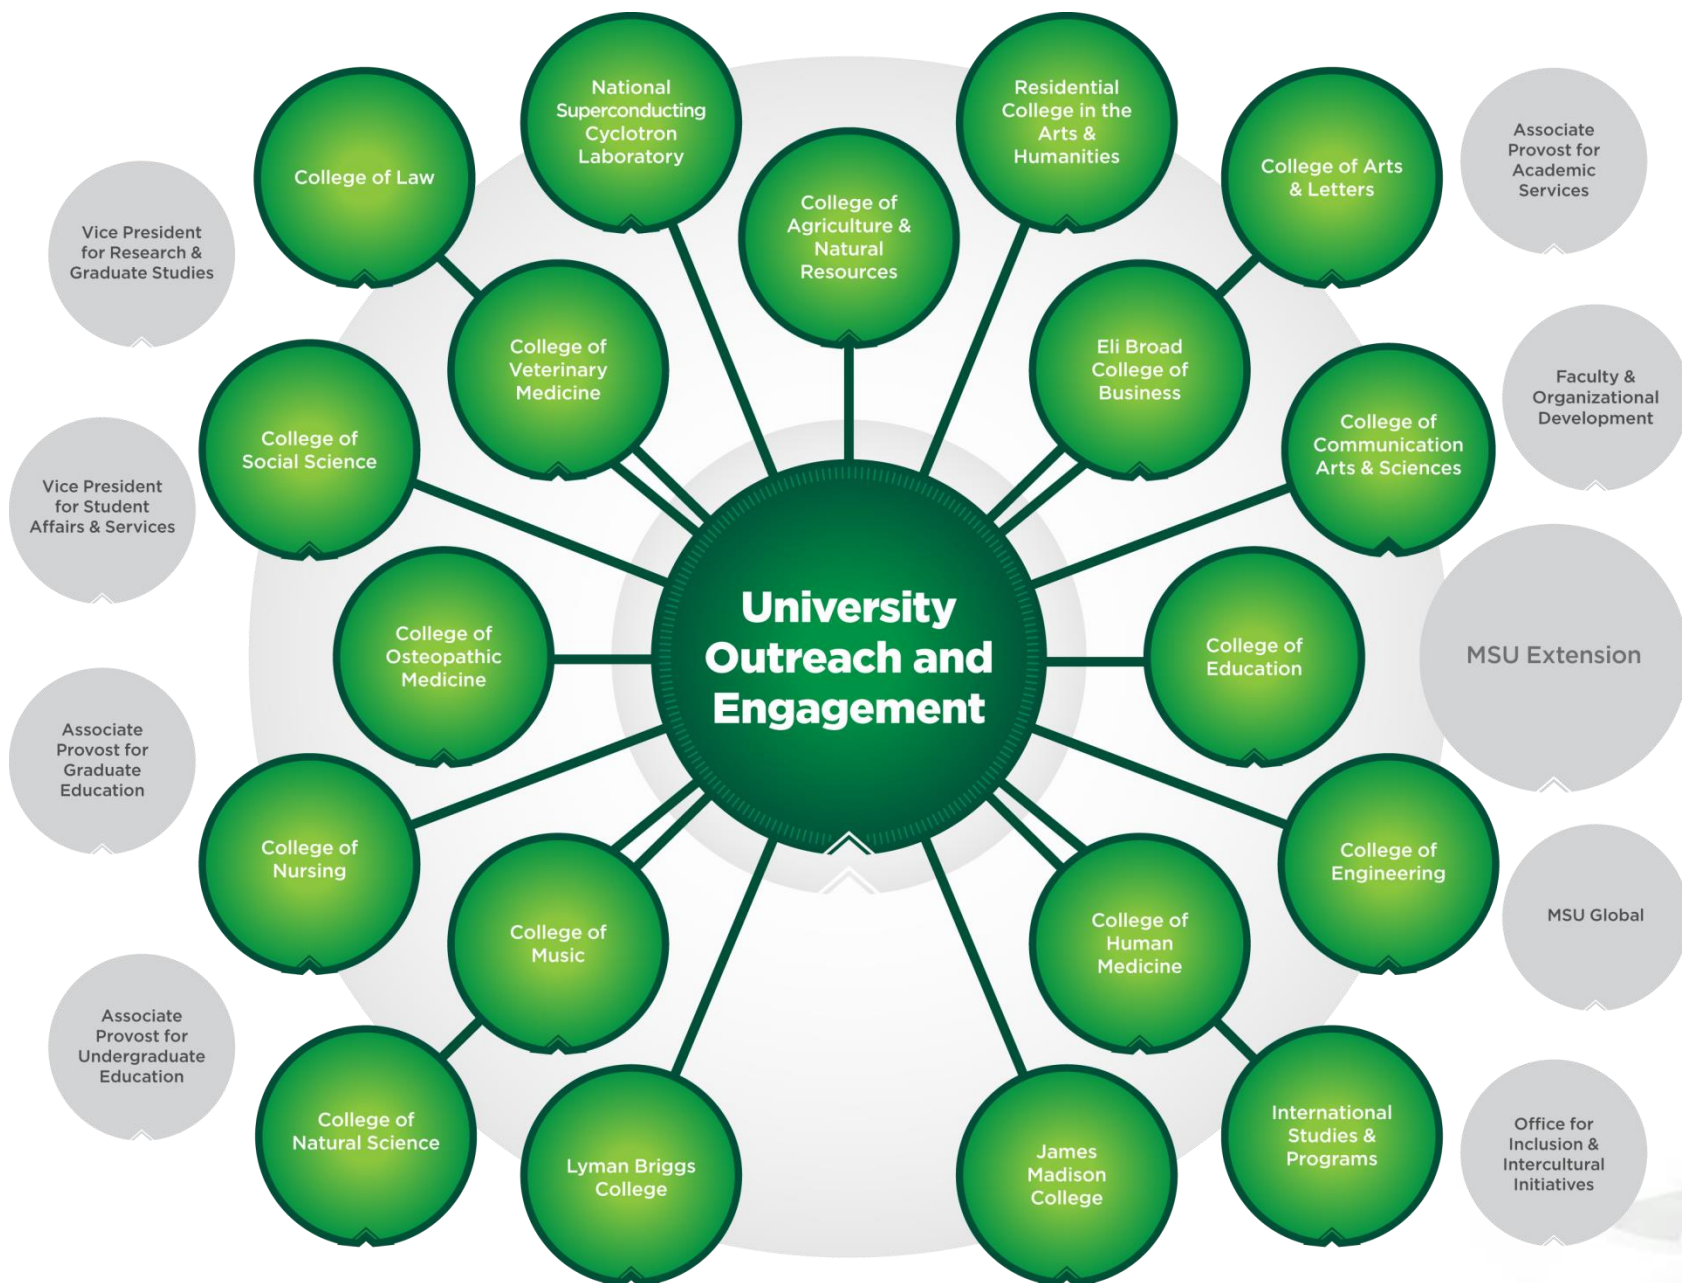 National
Superconducting
Cyclotron
Laboratory
Residential
College in the
Arts &
Humanities
College of Law
College of
Agriculture &
Natural
Resources
College of Arts
& Letters
Associate
Provost for
Academic
Services
Vice President
for Research &
Graduate Studies
College of
Veterinary
Medicine
Eli Broad
College of
Business
Faculty &
Organizational
Development
College of
Social Science
College of
Communication
Arts & Sciences
Vice President
for Student
Affairs & Services
University
Outreach and
Engagement
College of
Osteopathic
Medicine
College of
Education
MSU Extension
Associate
Provost for
Graduate
Education
College of
Nursing
College of
Engineering
College of
Music
College of
Human
Medicine
MSU Global
Associate
Provost for
Undergraduate
Education
College of
Natural Science
Lyman Briggs
College
James
Madison
College
International
Studies &
Programs
Office for
Inclusion &
Intercultural
Initiatives